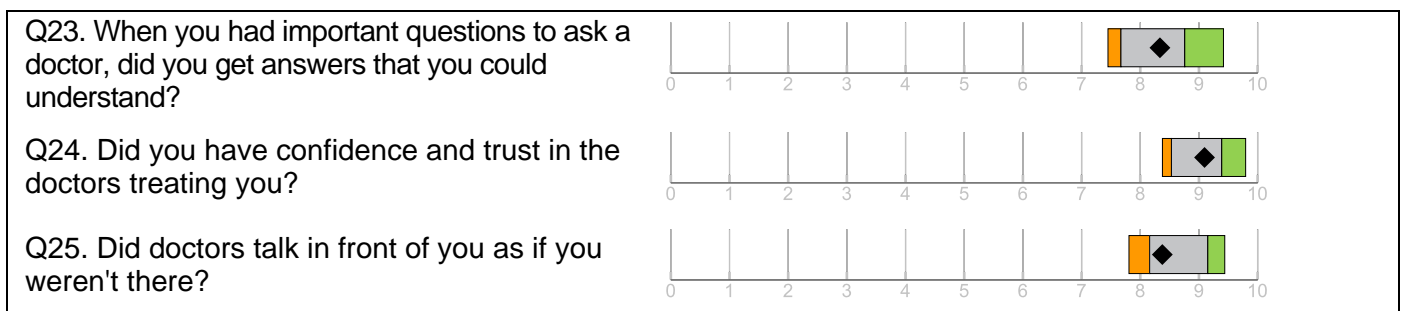 Q23. When you had important questions to ask a
doctor, did you get answers that you could
understand?
0 1 2 3 4 5 6 7 8 9 10
Q24. Did you have confidence and trust in the
doctors treating you?
0 1 2 3 4 5 6 7 8 9 10
Q25. Did doctors talk in front of you as if you
weren't there?
0 1 2 3 4 5 6 7 8 9 10